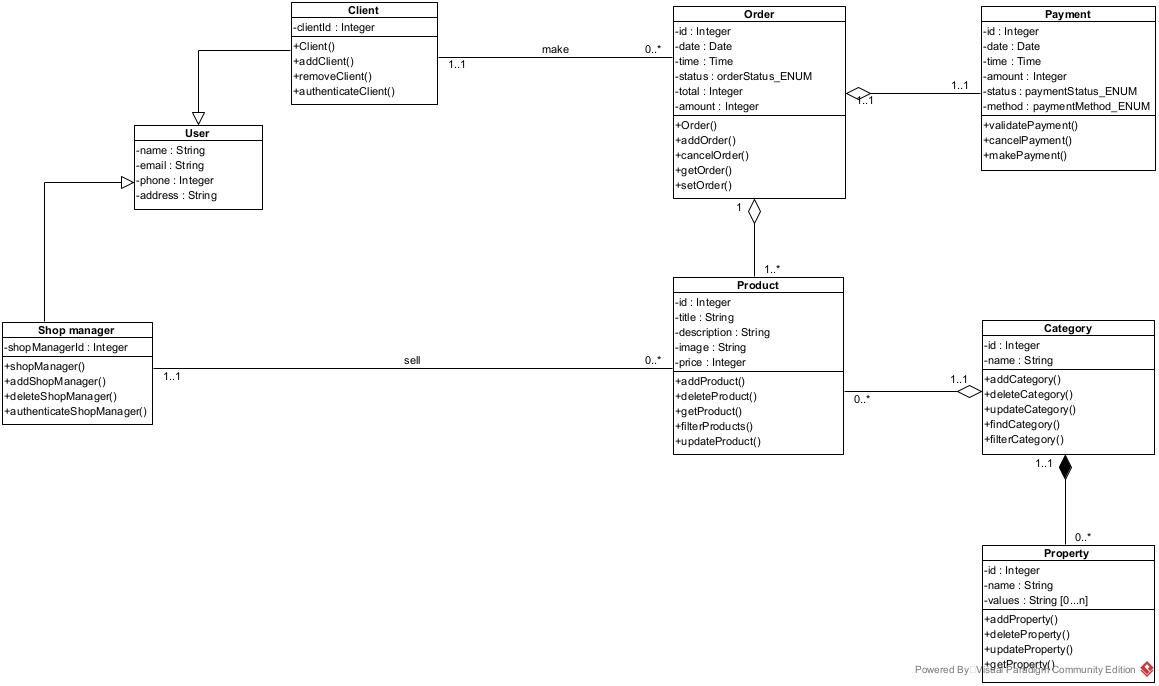 Client
-clientId : Integer
+Client()
+addClient()
+removeClient()
+authenticateClient()
make
1..1
0..*
Order
-id : Integer
-date : Date
-time : Time
-status : orderStatus_ENUM
-total : Integer
-amount : Integer
+Order()
+addOrder()
+cancelOrder()
+getOrder()
+setOrder()
1..1
1..1
Payment
-id : Integer
-date : Date
-time : Time
-amount : Integer
-status : paymentStatus_ENUM
-method : paymentMethod_ENUM
+validatePayment()
+cancelPayment()
+makePayment()
User
-name : String
-email : String
-phone : Integer
-address : String
1
1..*
Shop manager
-shopManagerId : Integer
+shopManager()
+addShopManager()
+deleteShopManager()
+authenticateShopManager()
sell
1..1
0..*
Product
-id : Integer
-title : String
-description : String
-image : String
-price : Integer
+addProduct()
+deleteProduct()
+getProduct()
+filterProducts()
+updateProduct()
1..1
0..*
Category
-id : Integer
-name : String
+addCategory()
+deleteCategory()
+updateCategory()
+findCategory()
+filterCategory()
1..1
0..*
Property
-id : Integer
-name : String
-values : String [0...n]
+addProperty()
+deleteProperty()
+updateProperty()
+getProperty()
Powered By Visual Paradigm Community Edition